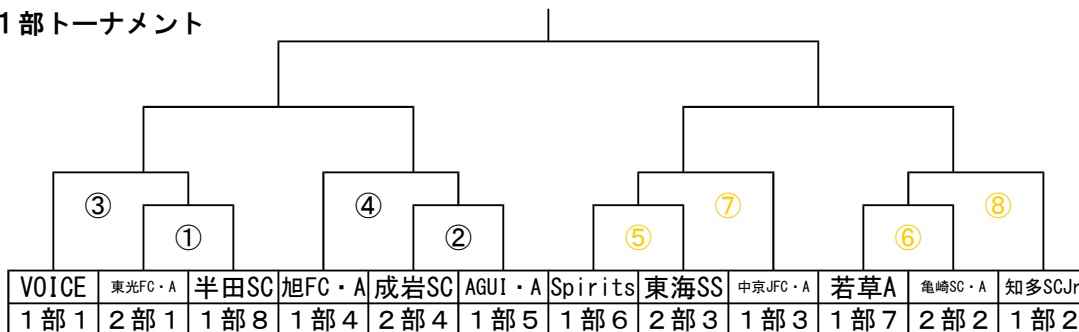 １部トーナメント
③ ④ ⑦ ⑧
① ② ⑤ ⑥
VOICE 東光FC・A 半田SC 旭FC・A 成岩SC AGUI・A Spirits 東海SS 中京JFC・A 若草A 亀崎SC・A 知多SCJr
１部１ ２部１ １部８ １部４ ２部４ １部５ １部６ ２部３ １部３ １部７ ２部２ １部２